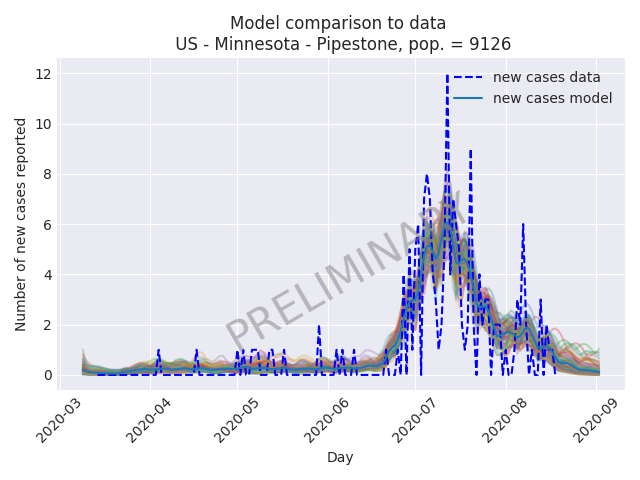 Model comparison to data
US - Minnesota - Pipestone, pop. = 9126
new cases data
new cases model
12
10
8
6
4
2
0
Number of new cases reported
PRELIMINARY
2020-03
2020-04
2020-05
2020-06
2020-07
2020-08
2020-09
Day